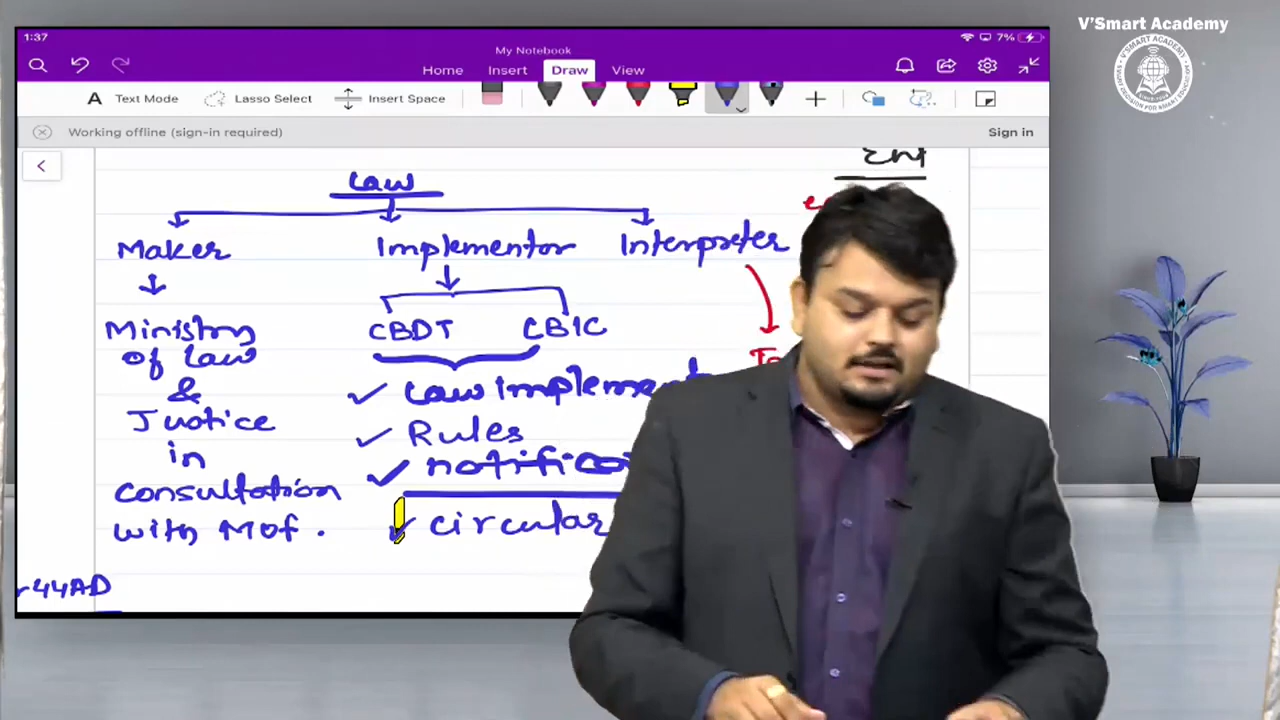 V'Smart Academy
1:37
7%
My Notebook
Home Insert Draw View
A Text Mode Lasso Select Insert Space
Working offline (sign-in required) Sign in
Law
Maker Implementor Interpreter
Ministry of Law & Justice in consultation with MOf.
CBDT CBIC
Law implement
Rules
circular
44AD